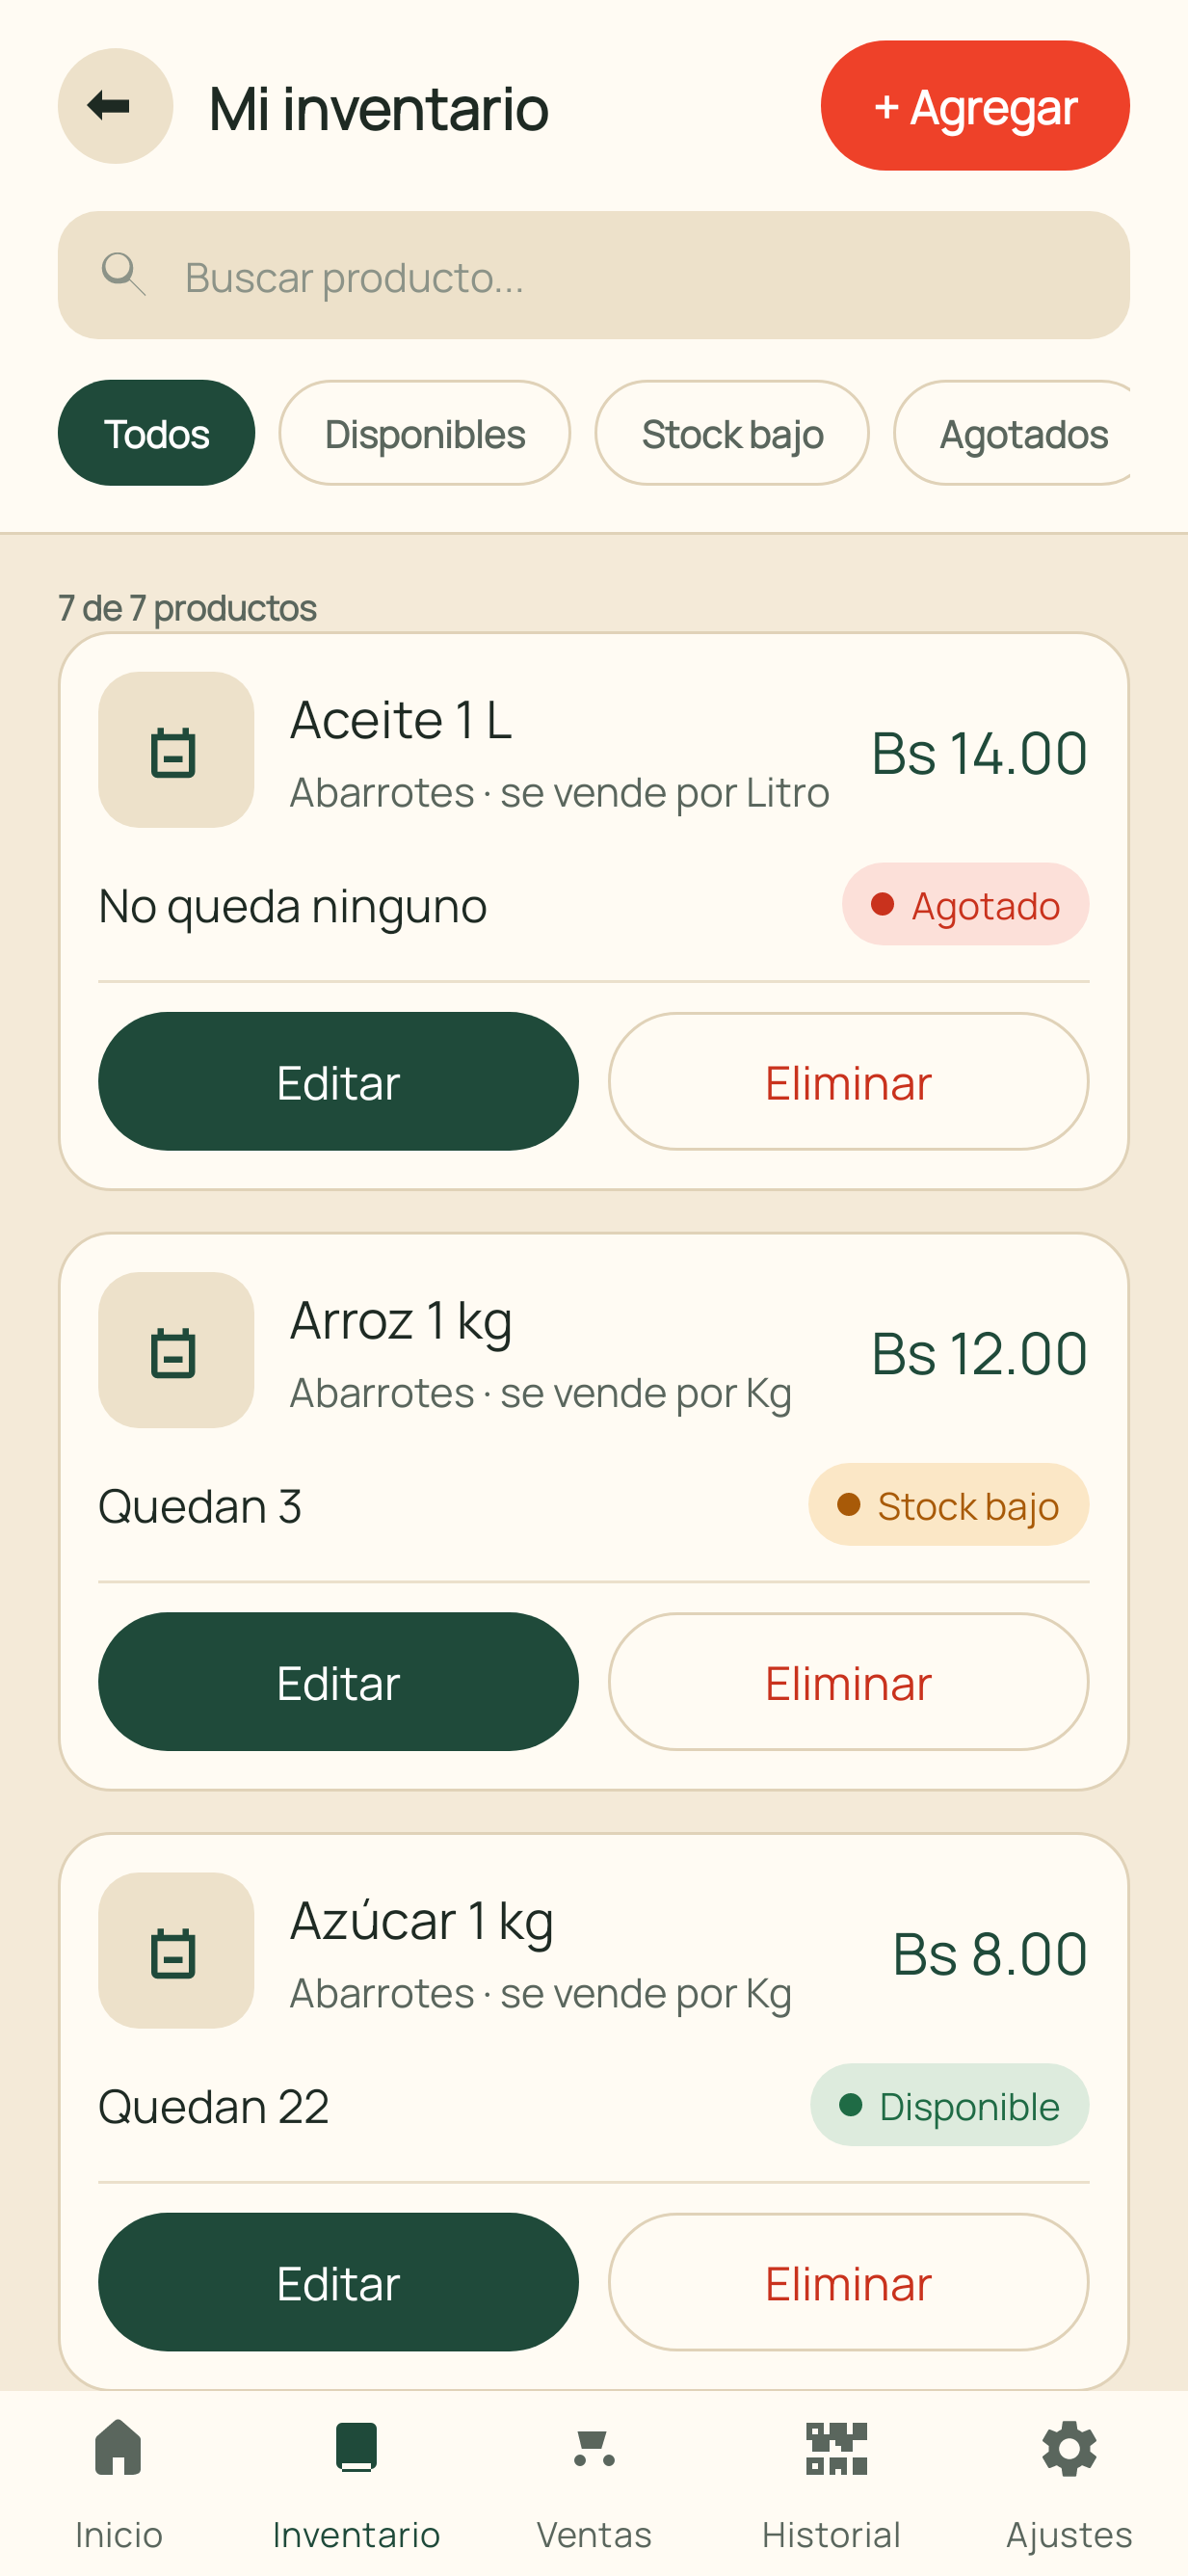 Mi inventario
+ Agregar
Buscar producto...
Todos
Disponibles
Stock bajo
Agotados
7 de 7 productos
Aceite 1 L
Abarrotes · se vende por Litro
Bs 14.00
No queda ninguno
Agotado
Editar
Eliminar
Arroz 1 kg
Abarrotes · se vende por Kg
Bs 12.00
Quedan 3
Stock bajo
Editar
Eliminar
Azúcar 1 kg
Abarrotes · se vende por Kg
Bs 8.00
Quedan 22
Disponible
Editar
Eliminar
Inicio
Inventario
Ventas
Historial
Ajustes